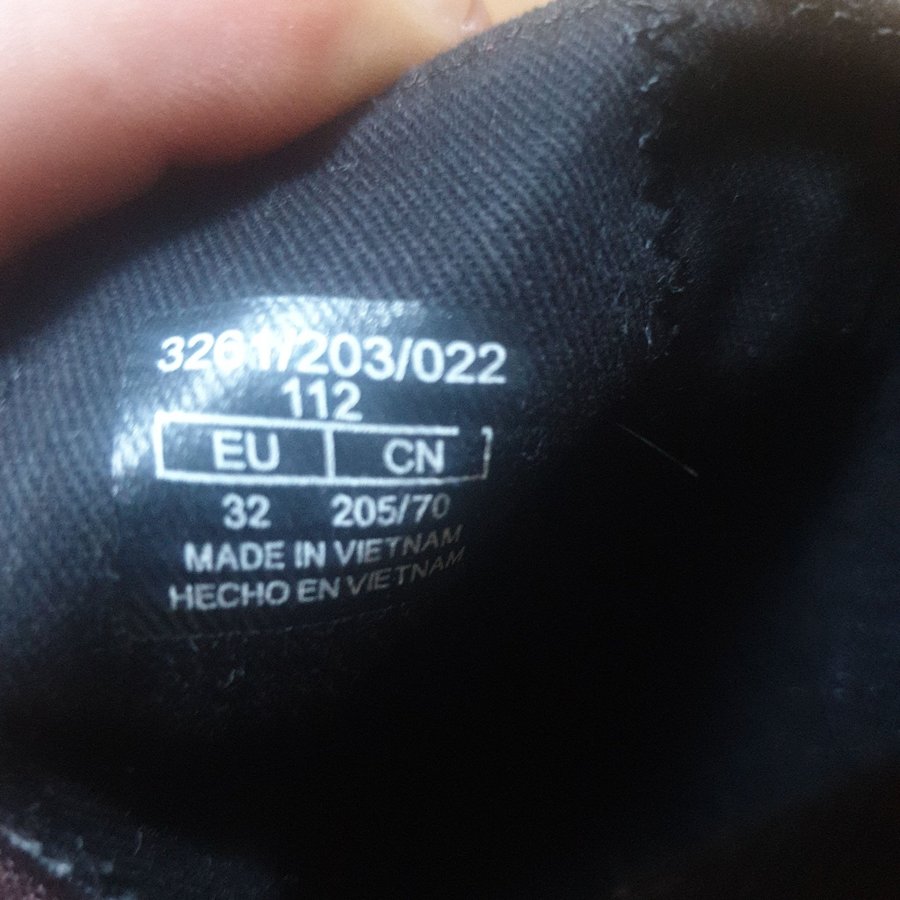 3261/203/022
112
EU CN
32 205/70
MADE IN VIETNAM
HECHO EN VIETNAM